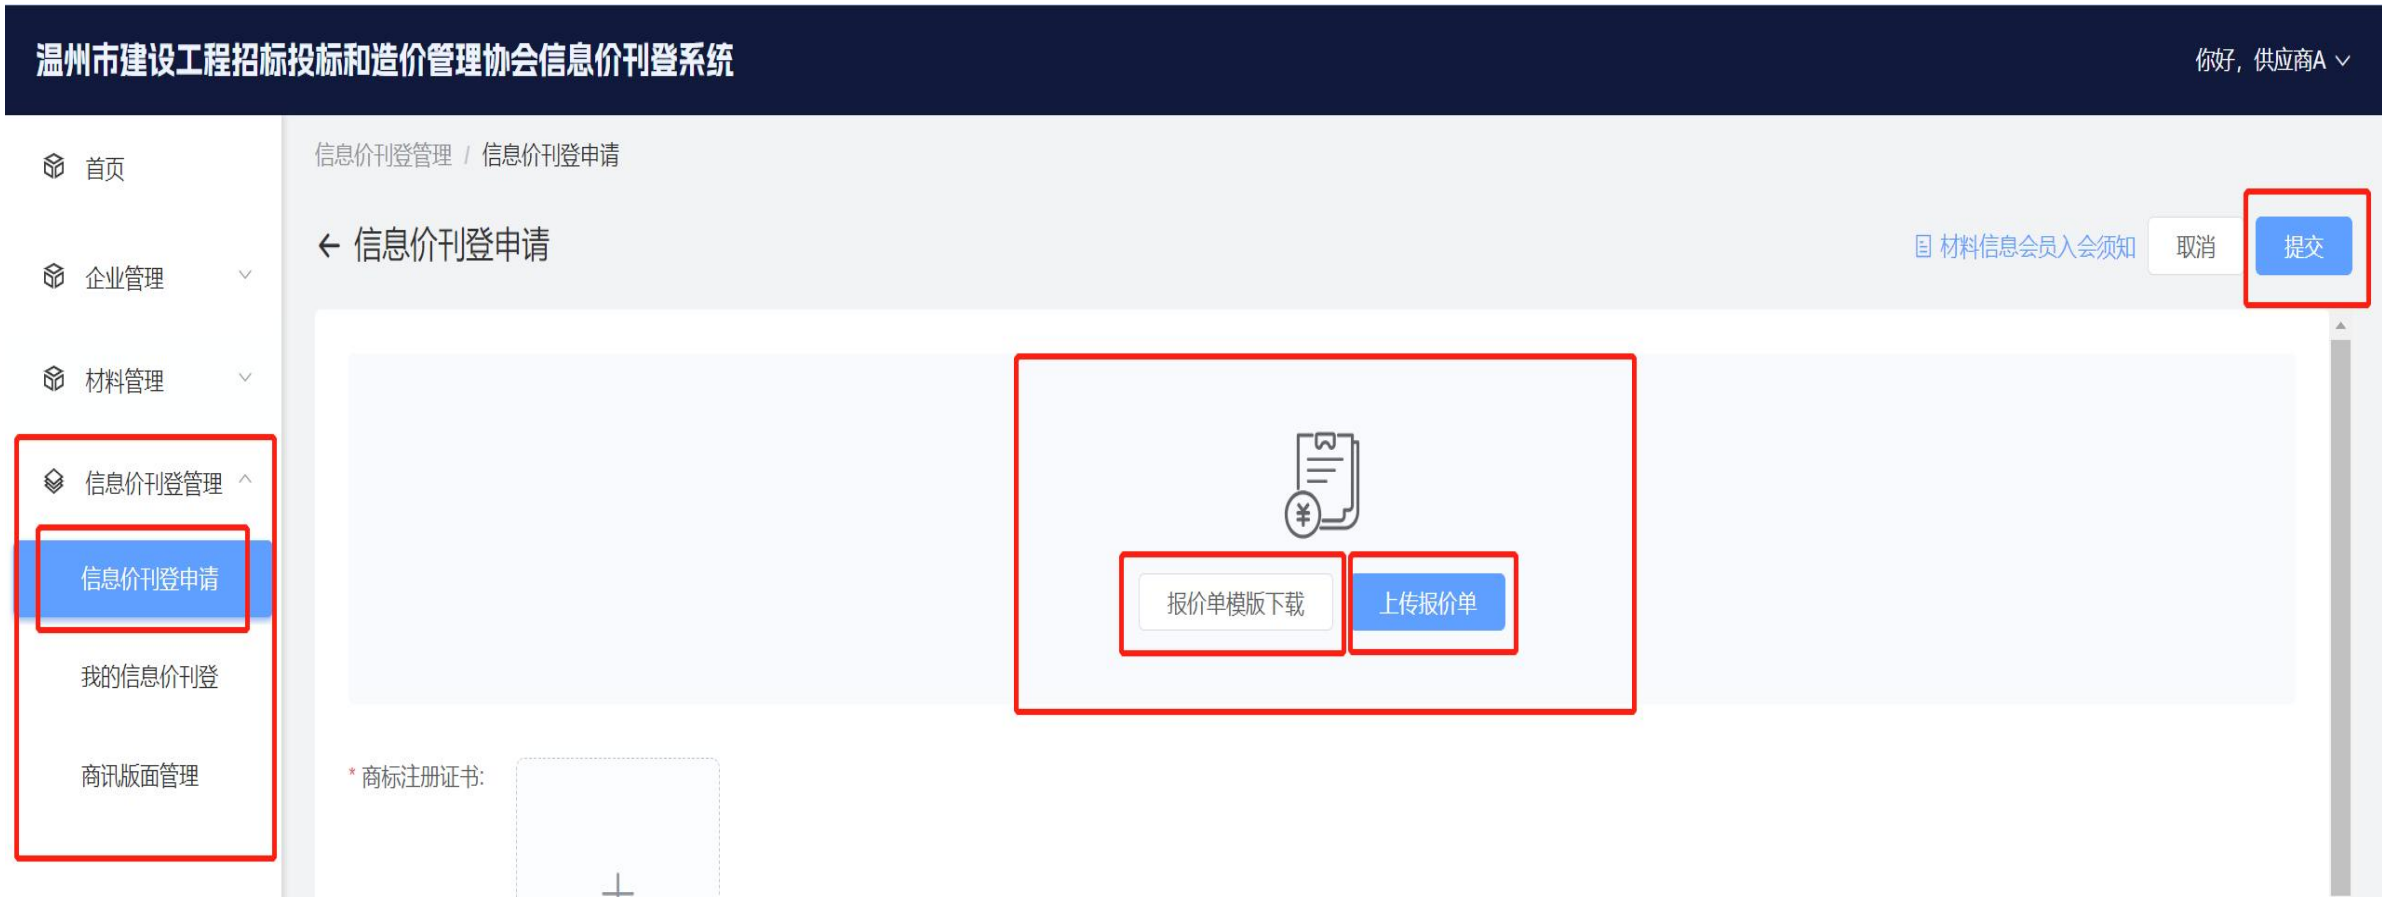 温州市建设工程招标投标和造价管理协会信息价刊登系统
你好，供应商A
首页
企业管理
材料管理
信息价刊登管理
信息价刊登申请
我的信息价刊登
商讯版面管理
信息价刊登管理 / 信息价刊登申请
信息价刊登申请
材料信息会员入会须知
取消
提交
报价单模版下载
上传报价单
* 商标注册证书: